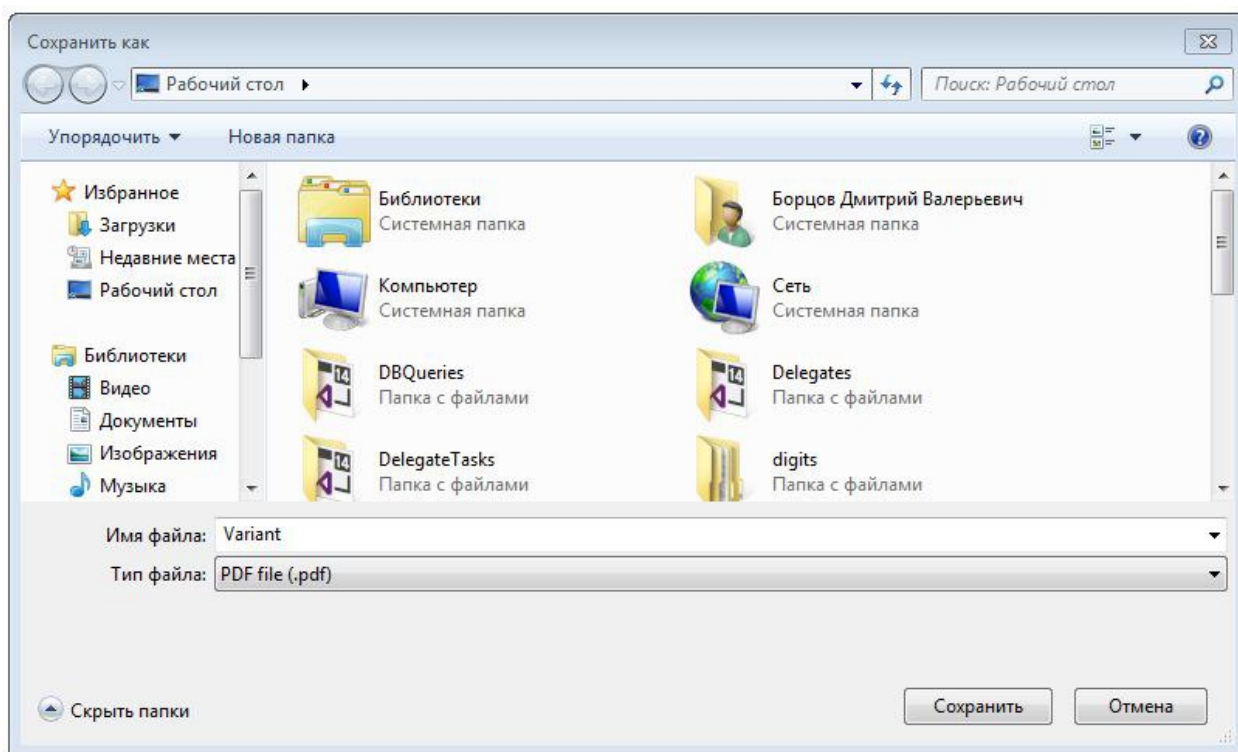 Сохранить как
Рабочий стол
Поиск: Рабочий стол
Упорядочить
Новая папка
Избранное
Загрузки
Недавние места
Рабочий стол
Библиотеки
Видео
Документы
Изображения
Музыка
Библиотеки
Системная папка
Борцов Дмитрий Валерьевич
Системная папка
Компьютер
Системная папка
Сеть
Системная папка
DBQueries
Папка с файлами
Delegates
Папка с файлами
DelegateTasks
Папка с файлами
digits
Папка с файлами
Имя файла: Variant
Тип файла: PDF file (.pdf)
Скрыть папки
Сохранить
Отмена